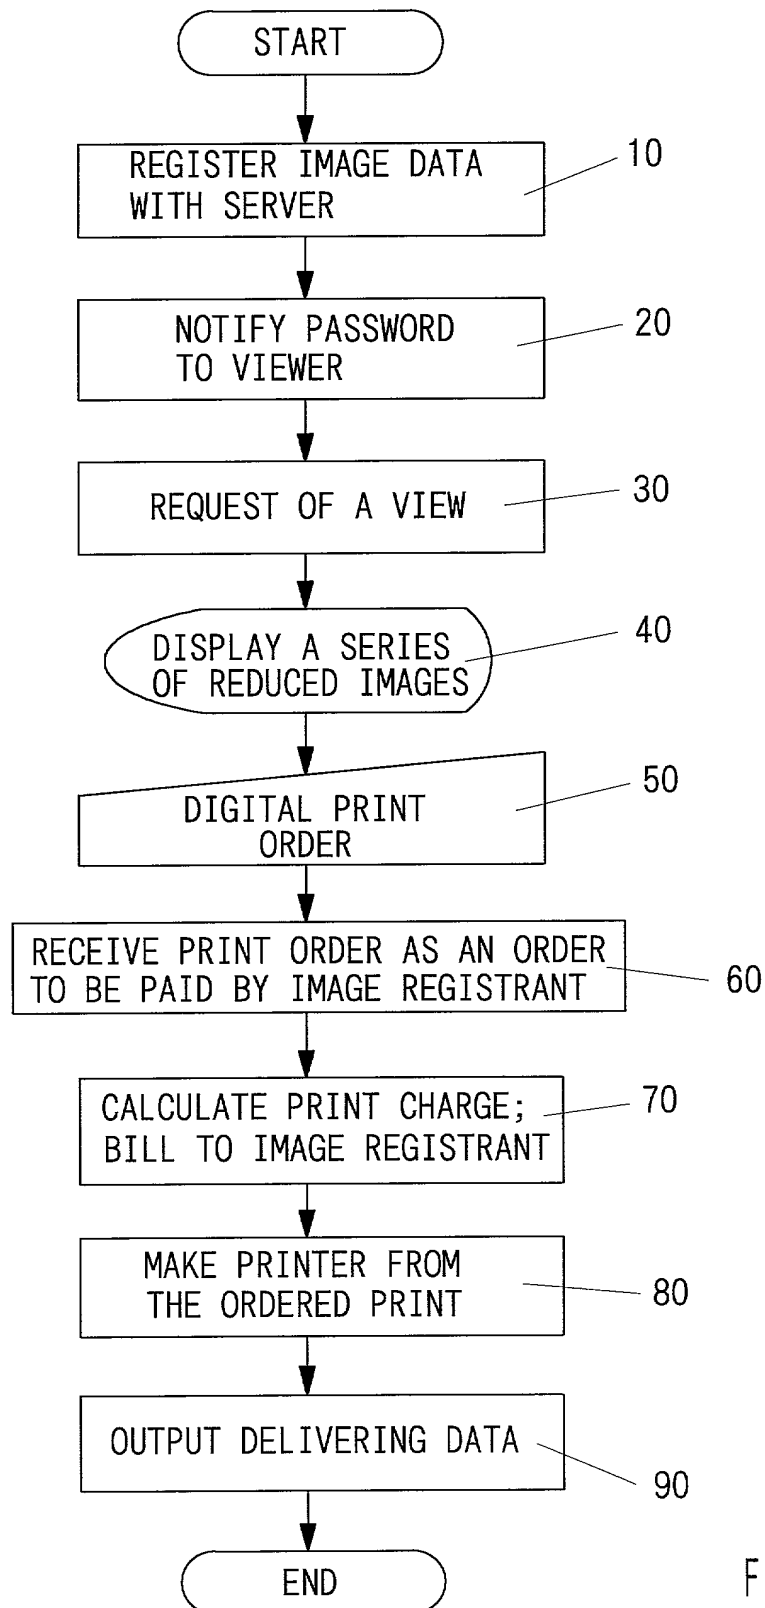 START
REGISTER IMAGE DATA
WITH SERVER
10
NOTIFY PASSWORD
TO VIEWER
20
REQUEST OF A VIEW
30
DISPLAY A SERIES
OF REDUCED IMAGES
40
DIGITAL PRINT
ORDER
50
RECEIVE PRINT ORDER AS AN ORDER
TO BE PAID BY IMAGE REGISTRANT
60
CALCULATE PRINT CHARGE;
BILL TO IMAGE REGISTRANT
70
MAKE PRINTER FROM
THE ORDERED PRINT
80
OUTPUT DELIVERING DATA
90
END
F